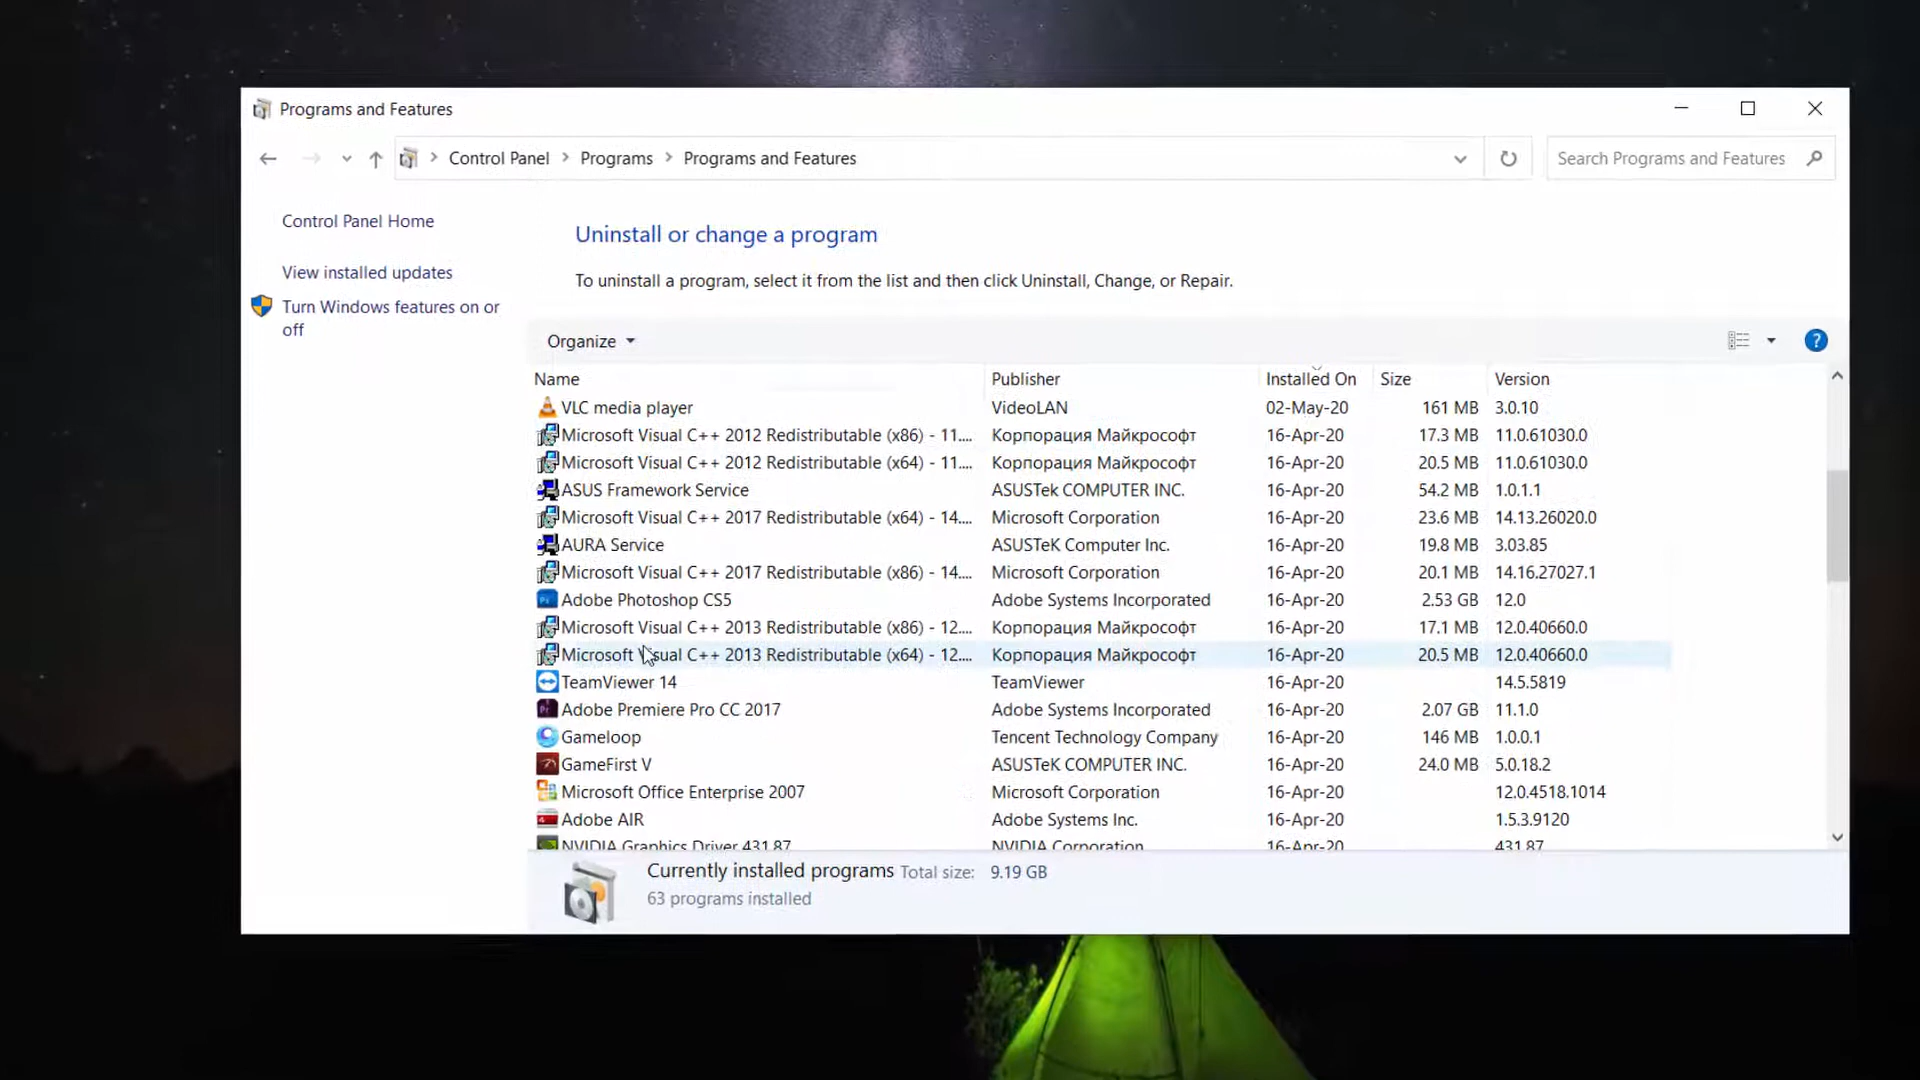 Programs and Features
Control Panel > Programs > Programs and Features
Search Programs and Features
Control Panel Home
View installed updates
Turn Windows features on or
off
Uninstall or change a program
To uninstall a program, select it from the list and then click Uninstall, Change, or Repair.
Organize
?
Name Publisher Installed On Size Version
VLC media player VideoLAN 02-May-20 161 MB 3.0.10
Microsoft Visual C++ 2012 Redistributable (x86) - 11.... Корпорация Майкрософт 16-Apr-20 17.3 MB 11.0.61030.0
Microsoft Visual C++ 2012 Redistributable (x64) - 11.... Корпорация Майкрософт 16-Apr-20 20.5 MB 11.0.61030.0
ASUS Framework Service ASUSTek COMPUTER INC. 16-Apr-20 54.2 MB 1.0.1.1
Microsoft Visual C++ 2017 Redistributable (x64) - 14.... Microsoft Corporation 16-Apr-20 23.6 MB 14.13.26020.0
AURA Service ASUSTeK Computer Inc. 16-Apr-20 19.8 MB 3.03.85
Microsoft Visual C++ 2017 Redistributable (x86) - 14.... Microsoft Corporation 16-Apr-20 20.1 MB 14.16.27027.1
Adobe Photoshop CS5 Adobe Systems Incorporated 16-Apr-20 2.53 GB 12.0
Microsoft Visual C++ 2013 Redistributable (x86) - 12.... Корпорация Майкрософт 16-Apr-20 17.1 MB 12.0.40660.0
Microsoft Visual C++ 2013 Redistributable (x64) - 12.... Корпорация Майкрософт 16-Apr-20 20.5 MB 12.0.40660.0
TeamViewer 14 TeamViewer 16-Apr-20 14.5.5819
Adobe Premiere Pro CC 2017 Adobe Systems Incorporated 16-Apr-20 2.07 GB 11.1.0
Gameloop Tencent Technology Company 16-Apr-20 146 MB 1.0.0.1
GameFirst V ASUSTeK COMPUTER INC. 16-Apr-20 24.0 MB 5.0.18.2
Microsoft Office Enterprise 2007 Microsoft Corporation 16-Apr-20 12.0.4518.1014
Adobe AIR Adobe Systems Inc. 16-Apr-20 1.5.3.9120
NVIDIA Graphics Driver 431.87 NVIDIA Corporation 16-Apr-20 431.87
Currently installed programs Total size: 9.19 GB
63 programs installed